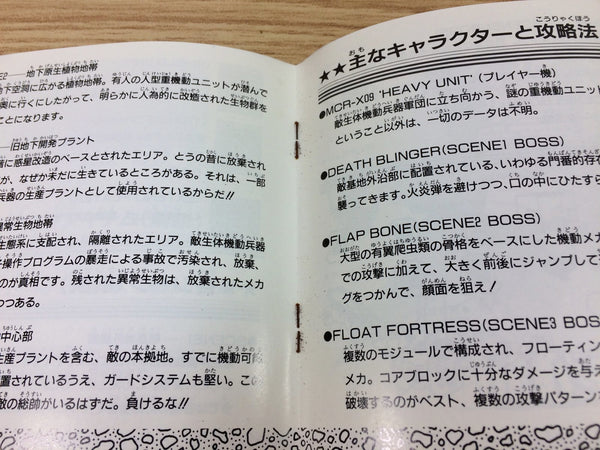 E2——地下原生植物地帯
地下空洞に広がる植物地帯。有人の人型重機動ユニットが潜んで
奥に行くにしたがって、明らかに人為的に改造された生物群を
ことになります。
——旧地下開発プラント
に惑星改造のベースとされたエリア。とうの昔に放棄され
が、なぜか未だに生きているところがある。それは、一部
兵器の生産プラントとして使用されているからだ!!
異常生物地帯
生態系に支配され、隔離されたエリア。敵生体機動兵器
子操作プログラムの暴走による事故で汚染され、放棄、
のが真相です。残された異常生物は、放棄されたメカ
つつある。
中心部
生産プラントを含む、敵の本拠地。すでに機動可能
置されているうえ、ガードシステムも堅い。この
敵の総帥がいるはずだ。負けるな!!
★★主なキャラクターと攻略法
●MCR-X09 'HEAVY UNIT'(プレイヤー機)
敵生体機動兵器軍団に立ち向かう、謎の重機動ユニット
ということ以外は、一切のデータは不明。
●DEATH BLINGER(SCENE1 BOSS)
敵基地外沿部に配置されている、いわゆる門番的存
襲ってきます。火炎弾を避けつつ、口の中にひたすら
●FLAP BONE(SCENE2 BOSS)
大型の有翼爬虫類の骨格をベースにした機動メカ
での攻撃に加えて、大きく前後にジャンプして
グをつかんで、顔面を狙え!
●FLOAT FORTRESS(SCENE3 BOS
複数のモジュールで構成され、フローティン
メカ。コアブロックに十分なダメージを与え
破壊するのがベスト、複数の攻撃パターン